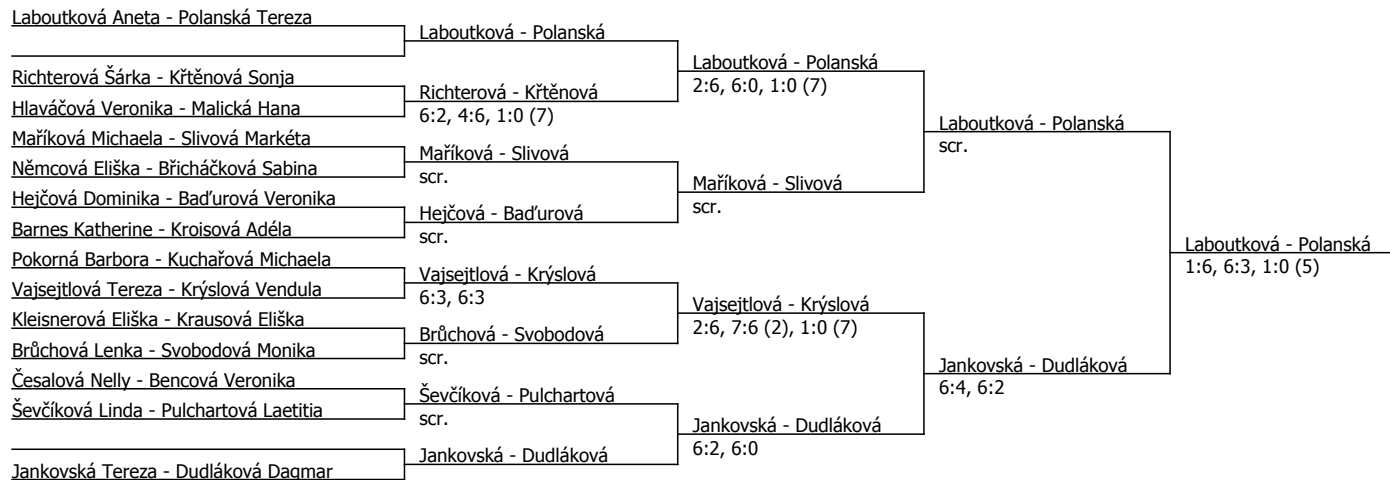 Laboutková Aneta - Polanská Tereza
Richterová Šárka - Křtěnová Sonja
Hlaváčová Veronika - Malická Hana
Maříková Michaela - Slivová Markéta
Němcová Eliška - Břicháčková Sabina
Hejčová Dominika - Baďurová Veronika
Barnes Katherine - Kroisová Adéla
Pokorná Barbora - Kuchařová Michaela
Vajsejtlová Tereza - Krýslová Vendula
Kleisnerová Eliška - Krausová Eliška
Brůchová Lenka - Svobodová Monika
Česalová Nelly - Bencová Veronika
Ševčíková Linda - Pulchartová Laetitia
Jankovská Tereza - Dudláková Dagmar
Laboutková - Polanská
Richterová - Křtěnová
6:2, 4:6, 1:0 (7)
Maříková - Slivová
scr.
Hejčová - Baďurová
scr.
Vajsejtlová - Krýslová
6:3, 6:3
Brůchová - Svobodová
scr.
Ševčíková - Pulchartová
scr.
Jankovská - Dudláková
Laboutková - Polanská
2:6, 6:0, 1:0 (7)
Maříková - Slivová
scr.
Vajsejtlová - Krýslová
2:6, 7:6 (2), 1:0 (7)
Jankovská - Dudláková
6:2, 6:0
Laboutková - Polanská
scr.
Jankovská - Dudláková
6:4, 6:2
Laboutková - Polanská
1:6, 6:3, 1:0 (5)